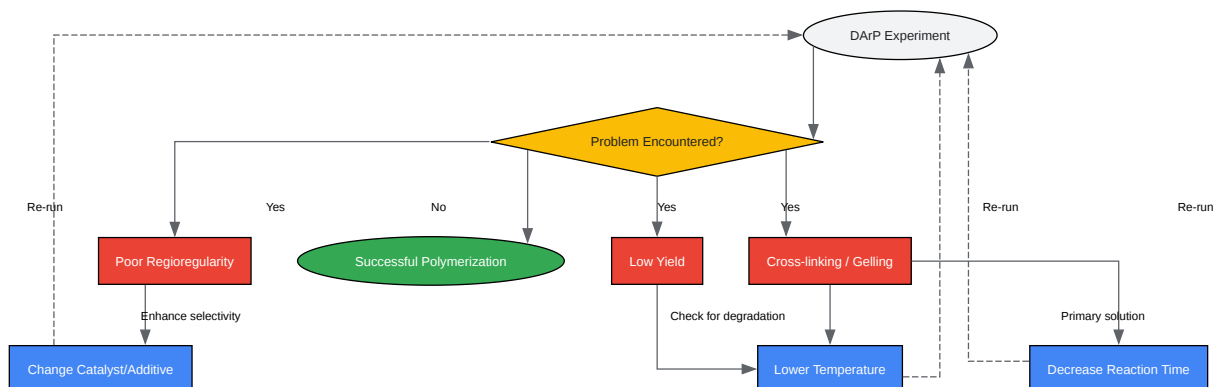 DArP Experiment
Problem Encountered?
Re-run
Yes
No
Yes
Yes
Re-run
Re-run
Poor Regioregularity
Successful Polymerization
Low Yield
Cross-linking / Gelling
Enhance selectivity
Check for degradation
Primary solution
Change Catalyst/Additive
Lower Temperature
Decrease Reaction Time